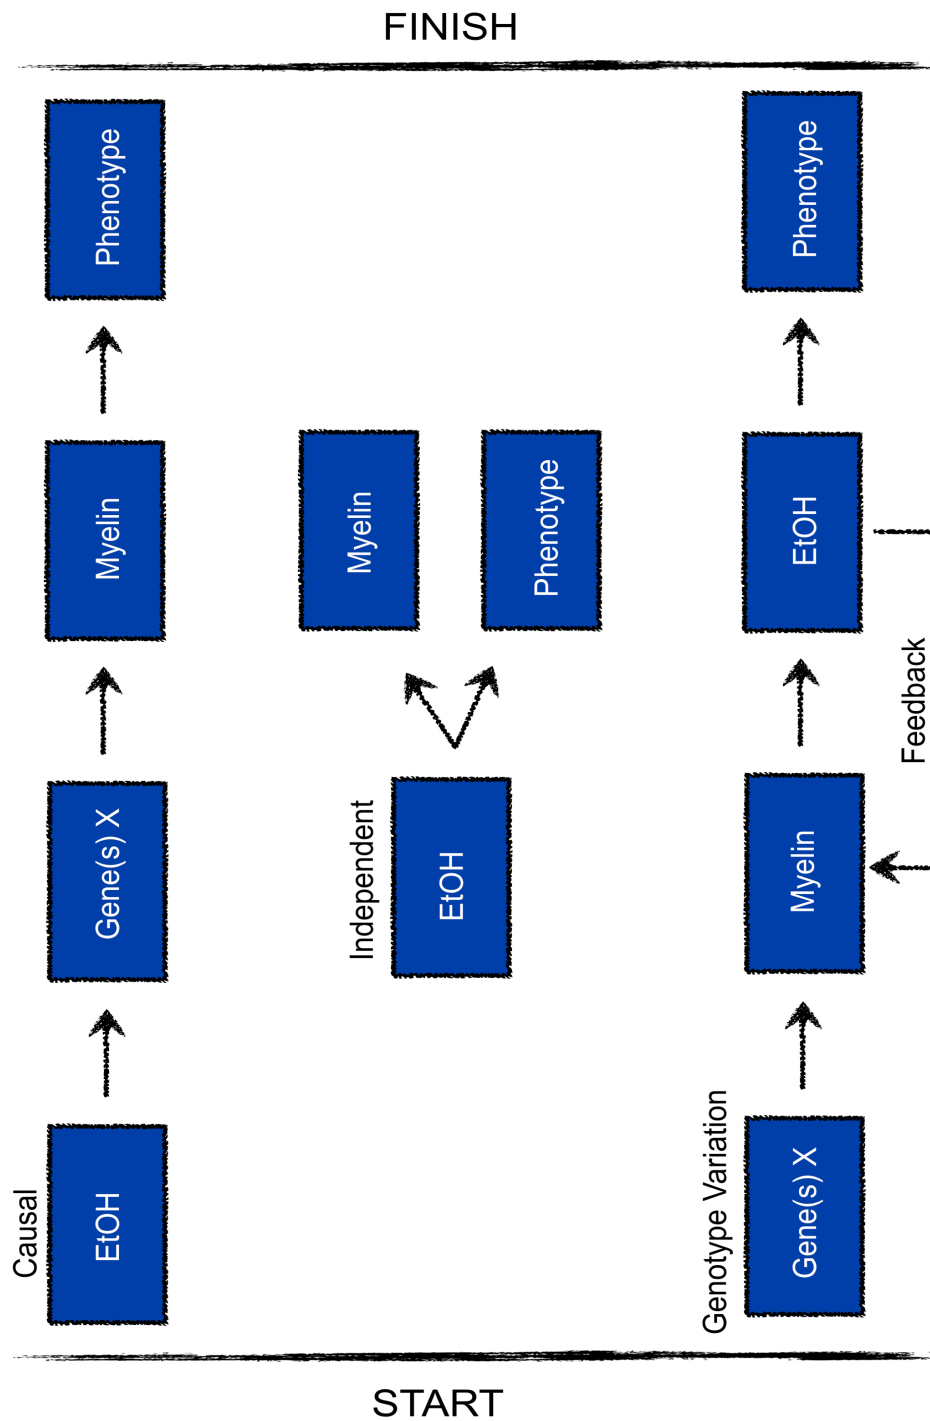 FINISH
Causal
EtOH
Gene(s) X
Myelin
Phenotype
Independent
EtOH
Myelin
Phenotype
Genotype Variation
Gene(s) X
Myelin
EtOH
Phenotype
Feedback
START